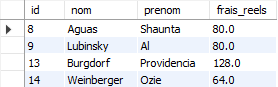 id nom prenom frais_reels
8 Aguas Shaunta 80.0
9 Lubinsky Al 80.0
13 Burgdorf Providencia 128.0
14 Weinberger Ozie 64.0